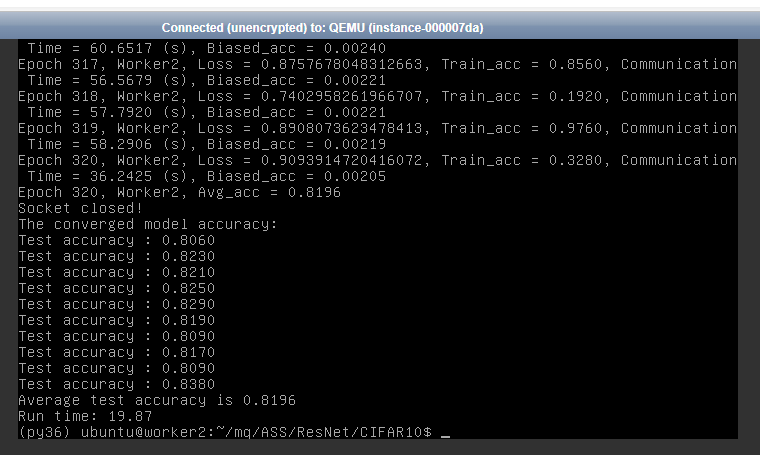 Connected (unencrypted) to: QEMU (instance-000007da)
Time = 60.6517 (s), Biased_acc = 0.00240
Epoch 317, Worker2, Loss = 0.8757678048312663, Train_acc = 0.8560, Communication
Time = 56.5679 (s), Biased_acc = 0.00221
Epoch 318, Worker2, Loss = 0.7402958261966707, Train_acc = 0.1920, Communication
Time = 57.7920 (s), Biased_acc = 0.00221
Epoch 319, Worker2, Loss = 0.8908073623478413, Train_acc = 0.9760, Communication
Time = 58.2906 (s), Biased_acc = 0.00219
Epoch 320, Worker2, Loss = 0.9093914720416072, Train_acc = 0.3280, Communication
Time = 36.2425 (s), Biased_acc = 0.00205
Epoch 320, Worker2, Avg_acc = 0.8196
Socket closed!
The converged model accuracy:
Test accuracy : 0.8060
Test accuracy : 0.8230
Test accuracy : 0.8210
Test accuracy : 0.8250
Test accuracy : 0.8290
Test accuracy : 0.8190
Test accuracy : 0.8090
Test accuracy : 0.8170
Test accuracy : 0.8090
Test accuracy : 0.8380
Average test accuracy is 0.8196
Run time: 19.87
(py36) ubuntu@worker2:~/mq/ASS/ResNet/CIFAR10$ _